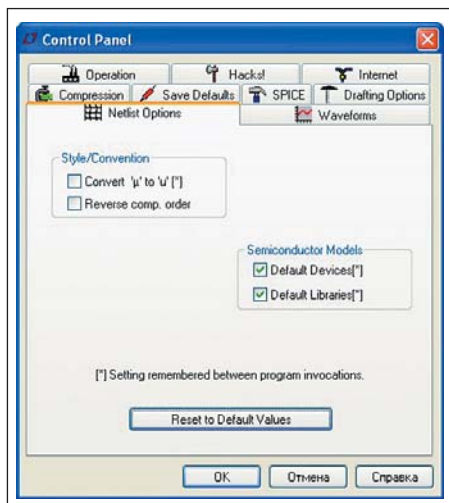 Control Panel
Operation
Hacks!
Internet
Compression
Save Defaults
SPICE
Drafting Options
Netlist Options
Waveforms
Style/Convention
Convert 'µ' to 'u' [*]
Reverse comp. order
Semiconductor Models
Default Devices[*]
Default Libraries[*]
[*] Setting remembered between program invocations.
Reset to Default Values
OK
Отмена
Справка